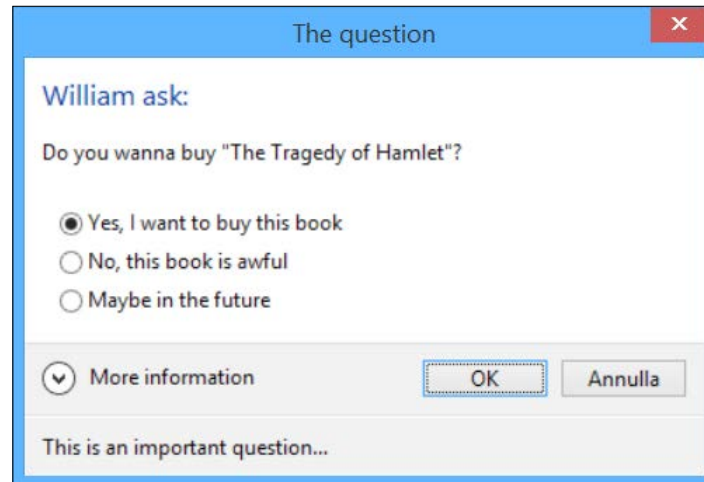 The question
William ask:
Do you wanna buy "The Tragedy of Hamlet"?
Yes, I want to buy this book
No, this book is awful
Maybe in the future
More information
OK
Annulla
This is an important question...